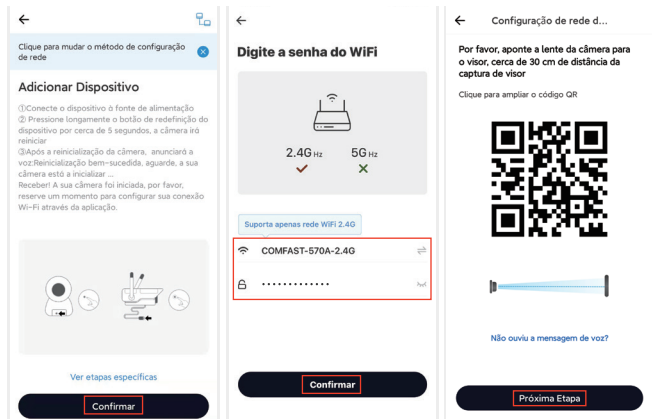 Clique para mudar o método de configuração
de rede
Adicionar Dispositivo
①Conecte o dispositivo à fonte de alimentação
② Pressione longamente o botão de redefinição do
dispositivo por cerca de 5 segundos, a câmera irá
reiniciar
③Após a reinicialização da câmera, anunciará a
voz:Reinicialização bem-sucedida, aguarde, a sua
câmera está a inicializar ...
Receber! A sua câmera foi iniciada, por favor,
reserve um momento para configurar sua conexão
Wi-Fi através da aplicação.
Ver etapas específicas
Confirmar
Digite a senha do WiFi
2.4G Hz
5G Hz
Suporta apenas rede WiFi 2.4G
COMFAST-570A-2.4G
•••••••••••••
Confirmar
Configuração de rede d...
Por favor, aponte a lente da câmera para
o visor, cerca de 30 cm de distância da
captura de visor
Clique para ampliar o código QR
Não ouviu a mensagem de voz?
Próxima Etapa